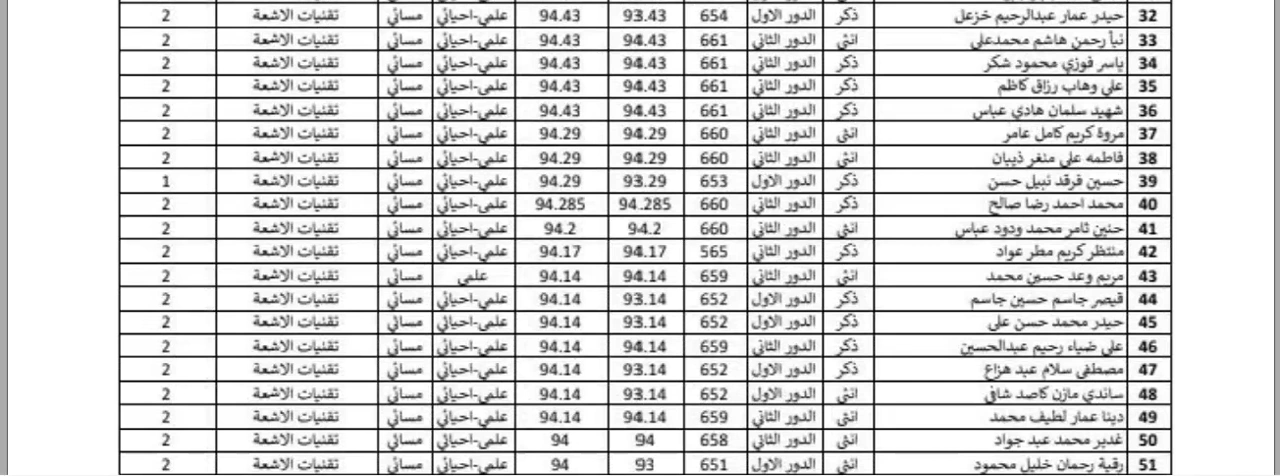 32 حيدر عمار عبدالرحيم خزعل ذكر الدور الاول 654 93.43 94.43 علمي-احيائي مسائي تقنيات الاشعة 2
33 نبأ رحمن هاشم محمدعلي انثى الدور الثاني 661 94.43 94.43 علمي-احيائي مسائي تقنيات الاشعة 2
34 ياسر فوزي محمود شكر ذكر الدور الثاني 661 94.43 94.43 علمي-احيائي مسائي تقنيات الاشعة 2
35 علي وهاب رزاق كاظم ذكر الدور الثاني 661 94.43 94.43 علمي-احيائي مسائي تقنيات الاشعة 2
36 شهيد سلمان هادي عباس ذكر الدور الثاني 661 94.43 94.43 علمي-احيائي مسائي تقنيات الاشعة 2
37 مروة كريم كامل عامر انثى الدور الثاني 660 94.29 94.29 علمي-احيائي مسائي تقنيات الاشعة 2
38 فاطمه علي منغر ذيبان انثى الدور الثاني 660 94.29 94.29 علمي-احيائي مسائي تقنيات الاشعة 2
39 حسين فرقد نبيل حسن ذكر الدور الاول 653 93.29 94.29 علمي-احيائي مسائي تقنيات الاشعة 1
40 محمد احمد رضا صالح ذكر الدور الثاني 660 94.285 94.285 علمي-احيائي مسائي تقنيات الاشعة 2
41 حنين ثامر محمد ودود عباس انثى الدور الثاني 660 94.2 94.2 علمي-احيائي مسائي تقنيات الاشعة 2
42 منتظر كريم مطر عواد ذكر الدور الثاني 565 94.17 94.17 علمي-احيائي مسائي تقنيات الاشعة 2
43 مريم وعد حسين محمد انثى الدور الثاني 659 94.14 94.14 علمي مسائي تقنيات الاشعة 2
44 قيصر جاسم حسين جاسم ذكر الدور الاول 652 93.14 94.14 علمي-احيائي مسائي تقنيات الاشعة 2
45 حيدر محمد حسن علي ذكر الدور الاول 652 93.14 94.14 علمي-احيائي مسائي تقنيات الاشعة 2
46 علي ضياء رحيم عبدالحسين ذكر الدور الثاني 659 94.14 94.14 علمي-احيائي مسائي تقنيات الاشعة 2
47 مصطفى سلام عبد هزاع ذكر الدور الاول 652 93.14 94.14 علمي-احيائي مسائي تقنيات الاشعة 2
48 ساندي مازن كاصد شافي انثى الدور الاول 652 93.14 94.14 علمي-احيائي مسائي تقنيات الاشعة 2
49 دينا عمار لطيف محمد انثى الدور الثاني 659 94.14 94.14 علمي-احيائي مسائي تقنيات الاشعة 2
50 غدير محمد عبد جواد انثى الدور الثاني 658 94 94 علمي-احيائي مسائي تقنيات الاشعة 2
51 رقية رحمان خليل محمود انثى الدور الاول 651 93 94 علمي-احيائي مسائي تقنيات الاشعة 2